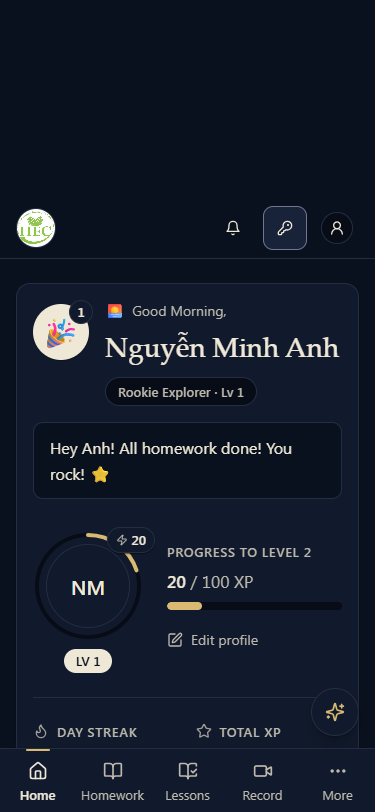 HEC
1
Good Morning,
Nguyễn Minh Anh
Rookie Explorer · Lv 1
Hey Anh! All homework done! You
rock! ⭐
20
NM
LV 1
PROGRESS TO LEVEL 2
20 / 100 XP
Edit profile
DAY STREAK
TOTAL XP
Home
Homework
Lessons
Record
More